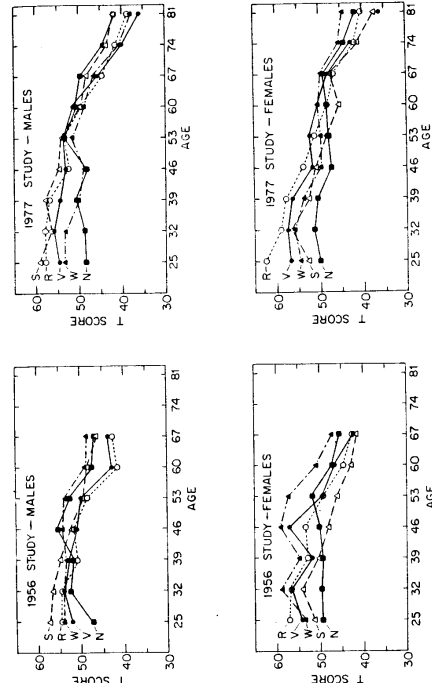 1956 STUDY – MALES
T SCORE
60
50
40
30
S
R
W
V
N
25
32
39
46
53
60
67
74
81
AGE
1977 STUDY – MALES
T SCORE
60
50
40
30
S
R
V
W
N
25
32
39
46
53
60
67
74
81
AGE
1956 STUDY – FEMALES
T SCORE
60
50
40
30
R
V
W
S
N
25
32
39
46
53
60
67
74
81
AGE
1977 STUDY – FEMALES
T SCORE
60
50
40
30
R
V
W
S
N
25
32
39
46
53
60
67
74
81
AGE